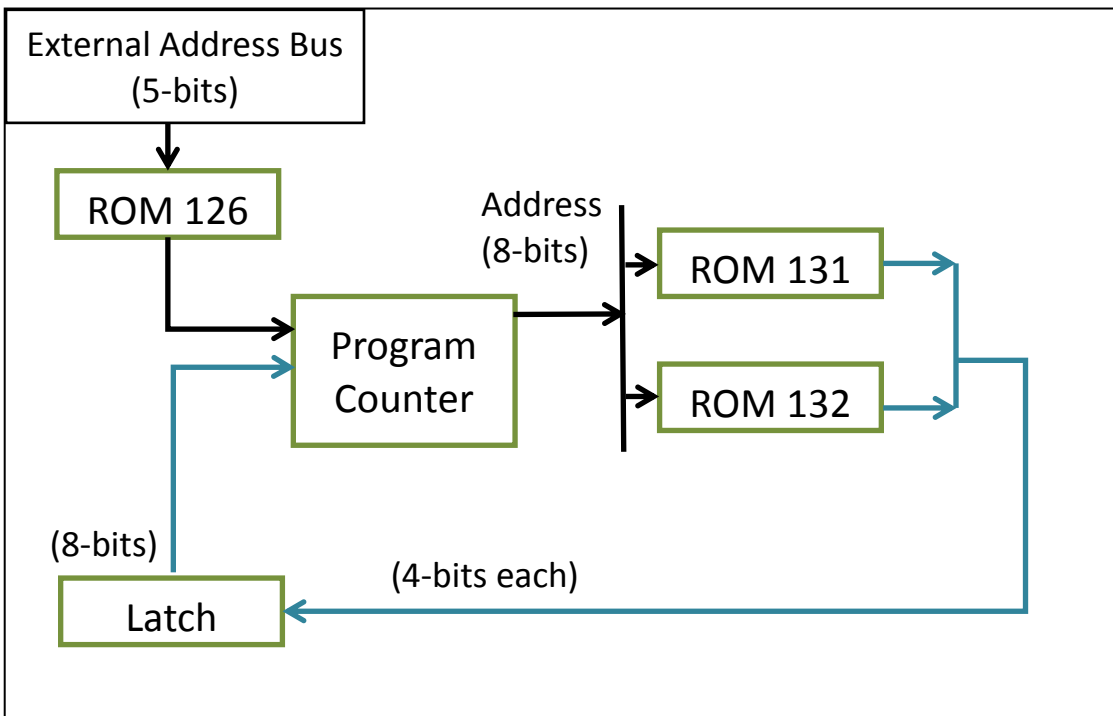 External Address Bus
(5-bits)
ROM 126
Address
(8-bits)
ROM 131
Program
Counter
ROM 132
(8-bits)
(4-bits each)
Latch